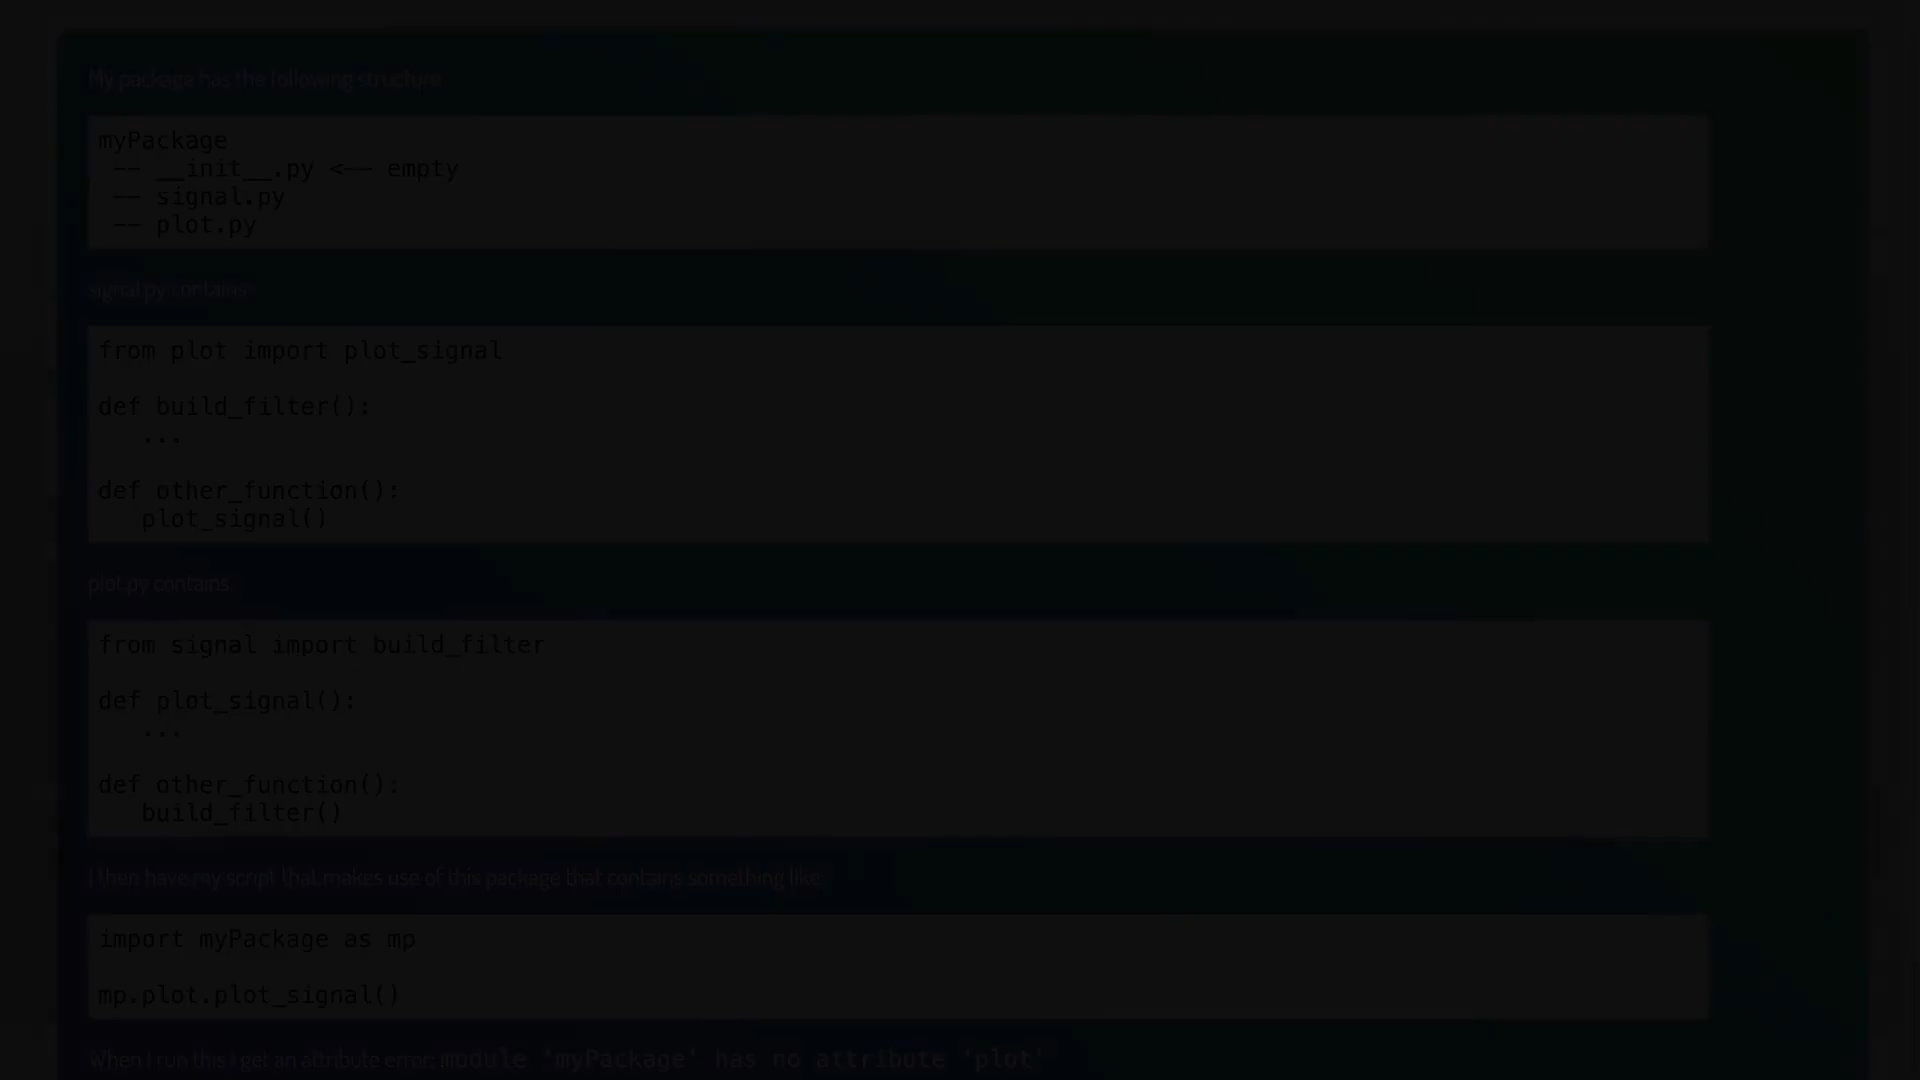 My package has the following structure
myPackage
-- __init__.py <-- empty
-- signal.py
-- plot.py
signal.py contains:
from plot import plot_signal
def build_filter():
...
def other_function():
plot_signal()
plot.py contains:
from signal import build_filter
def plot_signal():
...
def other_function():
build_filter()
I then have my script that makes use of this package that contains something like:
import myPackage as mp
mp.plot.plot_signal()
When I run this I get an attribute error: module 'myPackage' has no attribute 'plot'